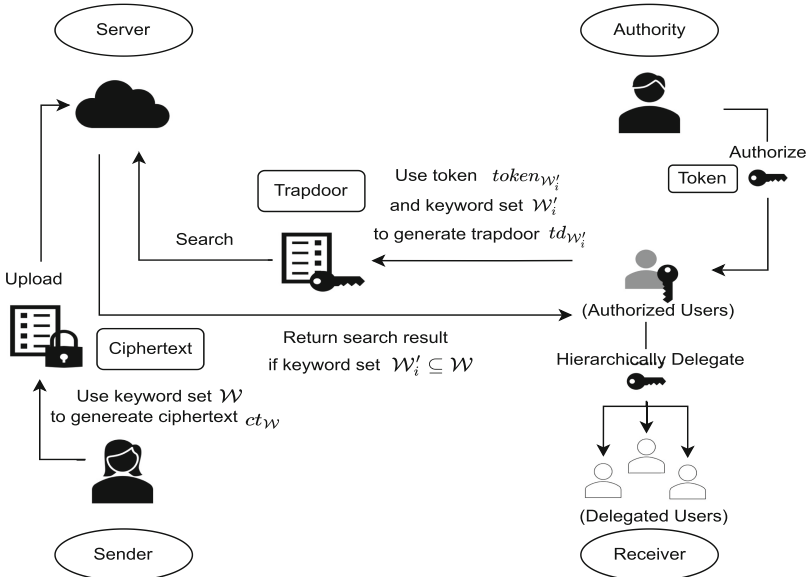 Server
Authority
Authorize
Token
Use token $token_{\mathcal{W}'_i}$
and keyword set $\mathcal{W}'_i$
to generate trapdoor $td_{\mathcal{W}'_i}$
Trapdoor
Search
Upload
(Authorized Users)
Return search result
if keyword set $\mathcal{W}'_i \subseteq \mathcal{W}$
Ciphertext
Hierarchically Delegate
Use keyword set $\mathcal{W}$
to genereate ciphertext $ct_{\mathcal{W}}$
(Delegated Users)
Sender
Receiver